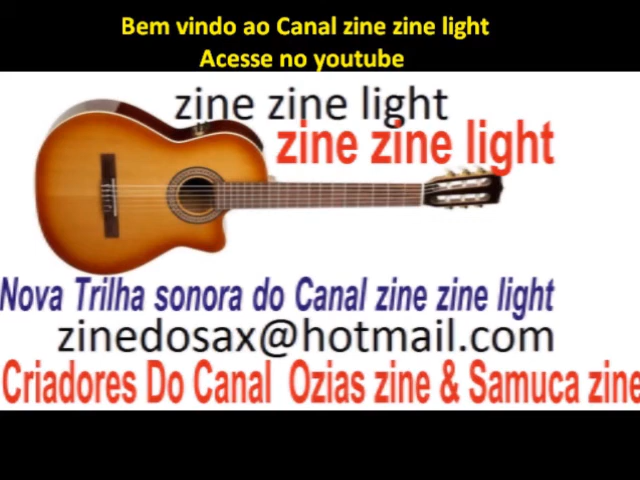 Bem vindo ao Canal zine zine light
Acesse no youtube
zine zine light
zine zine light
Nova Trilha sonora do Canal zine zine light
zinedosax@hotmail.com
Criadores Do Canal Ozias zine & Samuca zine